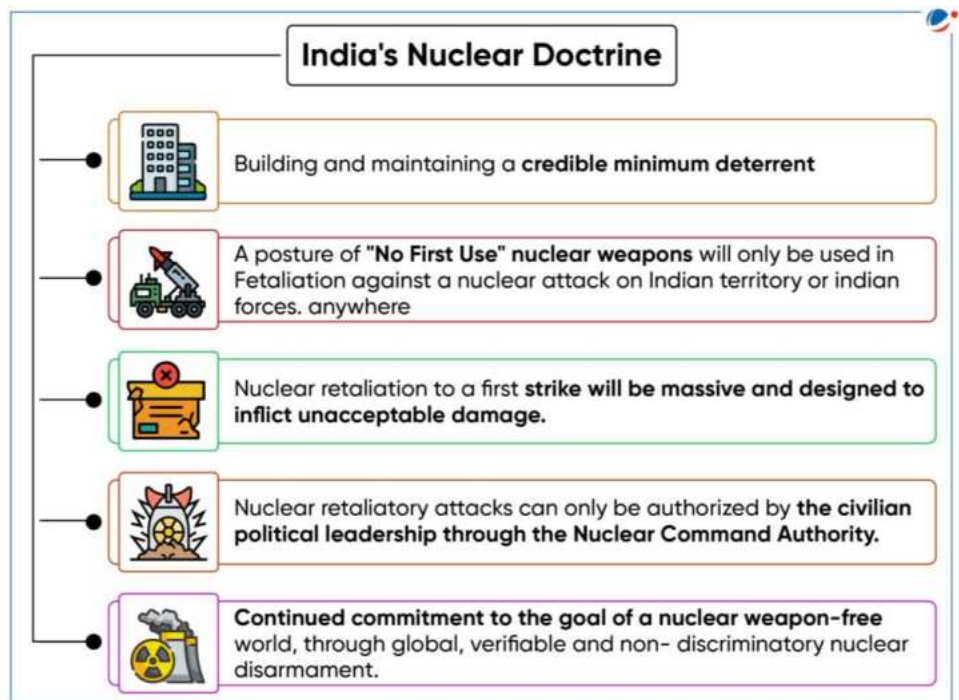 India's Nuclear Doctrine
Building and maintaining a credible minimum deterrent
A posture of "No First Use" nuclear weapons will only be used in
Fetaliation against a nuclear attack on Indian territory or indian
forces. anywhere
Nuclear retaliation to a first strike will be massive and designed to
inflict unacceptable damage.
Nuclear retaliatory attacks can only be authorized by the civilian
political leadership through the Nuclear Command Authority.
Continued commitment to the goal of a nuclear weapon-free
world, through global, verifiable and non- discriminatory nuclear
disarmament.